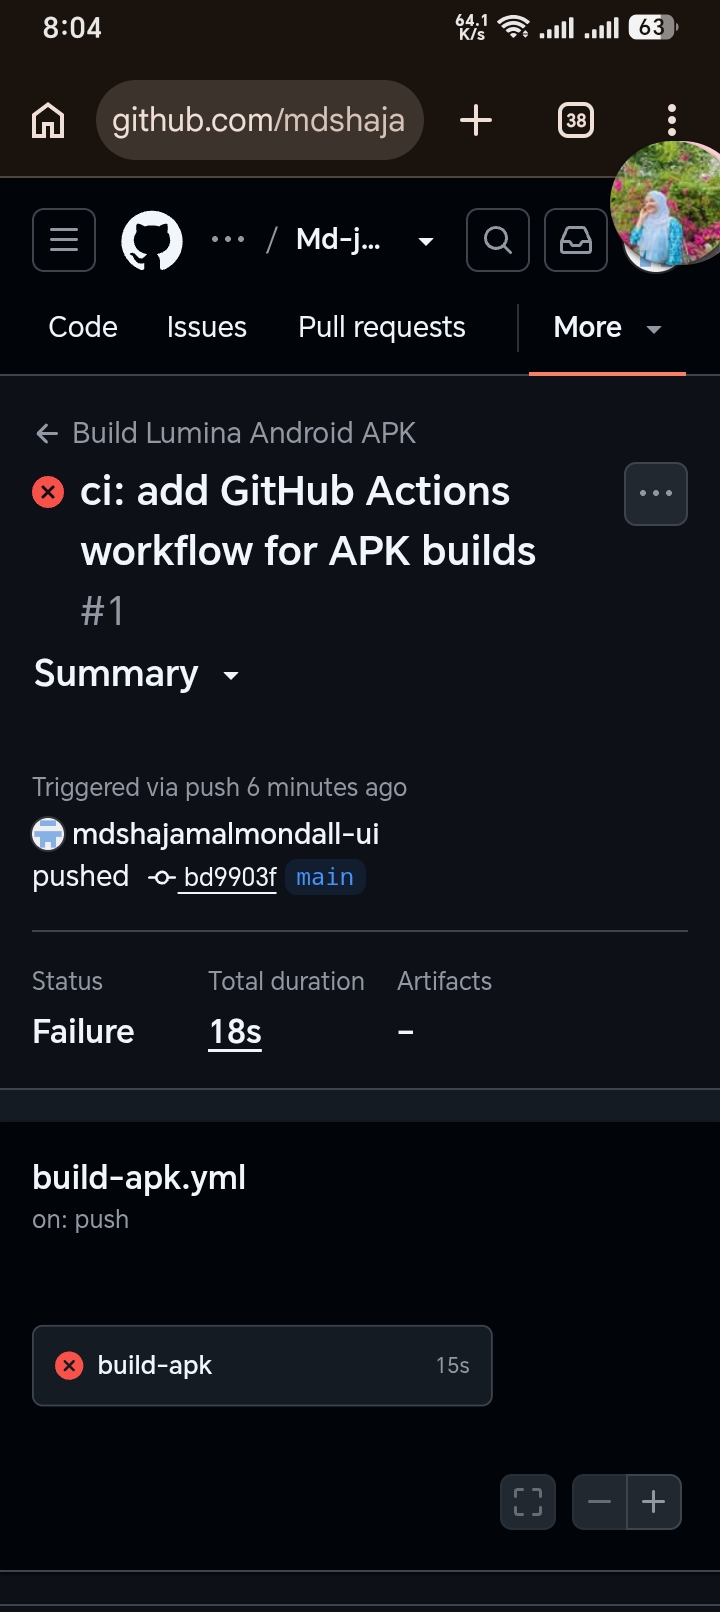 8:04
64.1
K/s
63
github.com/mdshaja
38
... / Md-j...
Code Issues Pull requests More
← Build Lumina Android APK
ci: add GitHub Actions
workflow for APK builds
#1
Summary
Triggered via push 6 minutes ago
mdshajamalmondall-ui
pushed bd9903f main
Status Total duration Artifacts
Failure 18s –
build-apk.yml
on: push
build-apk 15s